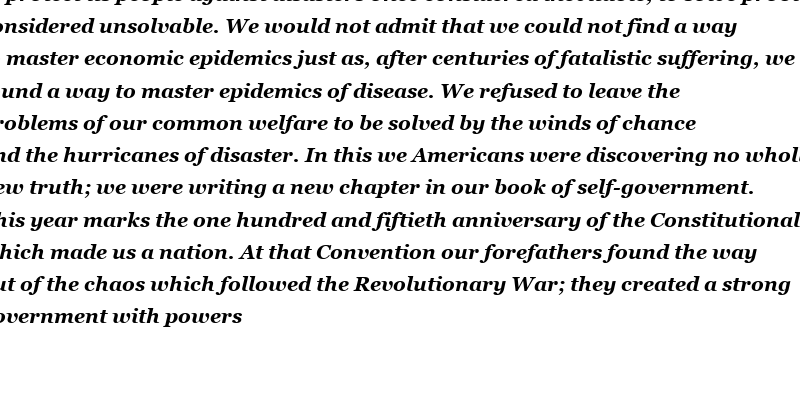 onsidered unsolvable. We would not admit that we could not find a way
master economic epidemics just as, after centuries of fatalistic suffering, we
und a way to master epidemics of disease. We refused to leave the
roblems of our common welfare to be solved by the winds of chance
nd the hurricanes of disaster. In this we Americans were discovering no whol
ew truth; we were writing a new chapter in our book of self-government.
his year marks the one hundred and fiftieth anniversary of the Constitutional
hich made us a nation. At that Convention our forefathers found the way
ut of the chaos which followed the Revolutionary War; they created a strong
overnment with powers